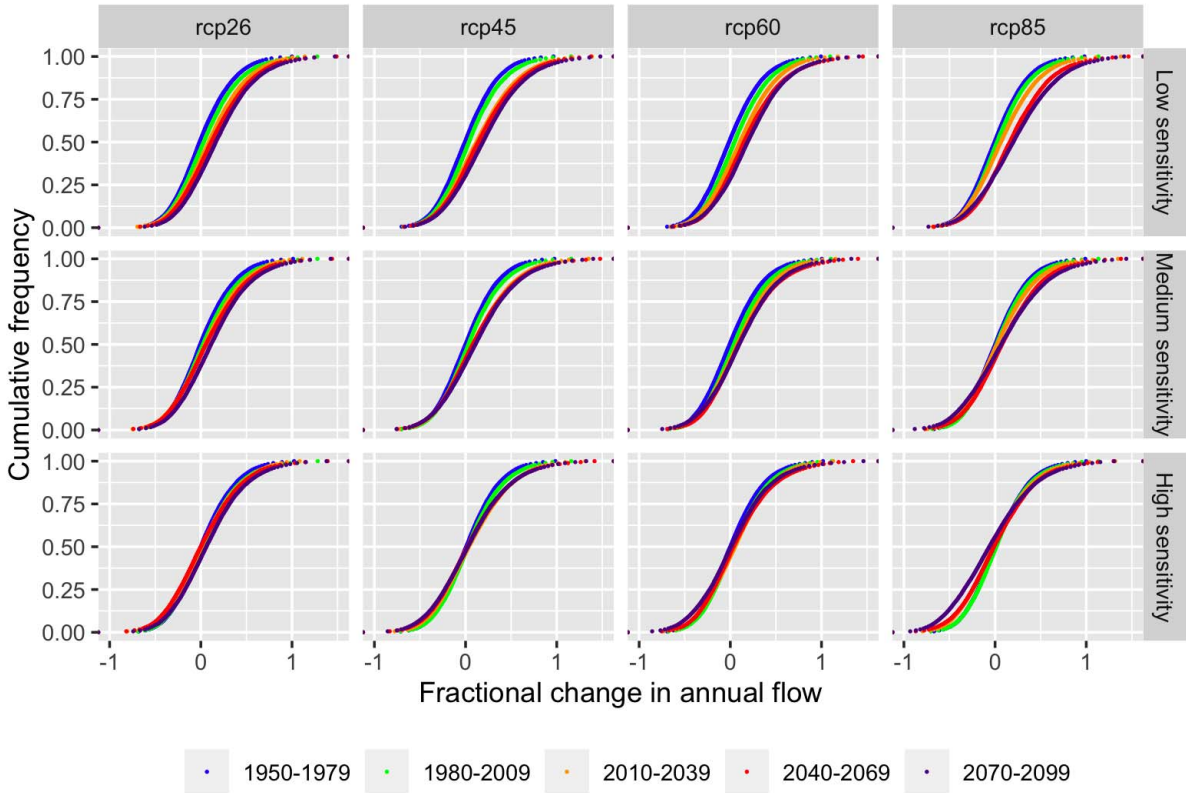 rcp26 rcp45 rcp60 rcp85
1.00
0.75
0.50
0.25
0.00
Low sensitivity
1.00
0.75
0.50
0.25
0.00
Medium sensitivity
1.00
0.75
0.50
0.25
0.00
High sensitivity
Cumulative frequency
-1 0 1 -1 0 1 -1 0 1 -1 0 1
Fractional change in annual flow
1950-1979 1980-2009 2010-2039 2040-2069 2070-2099